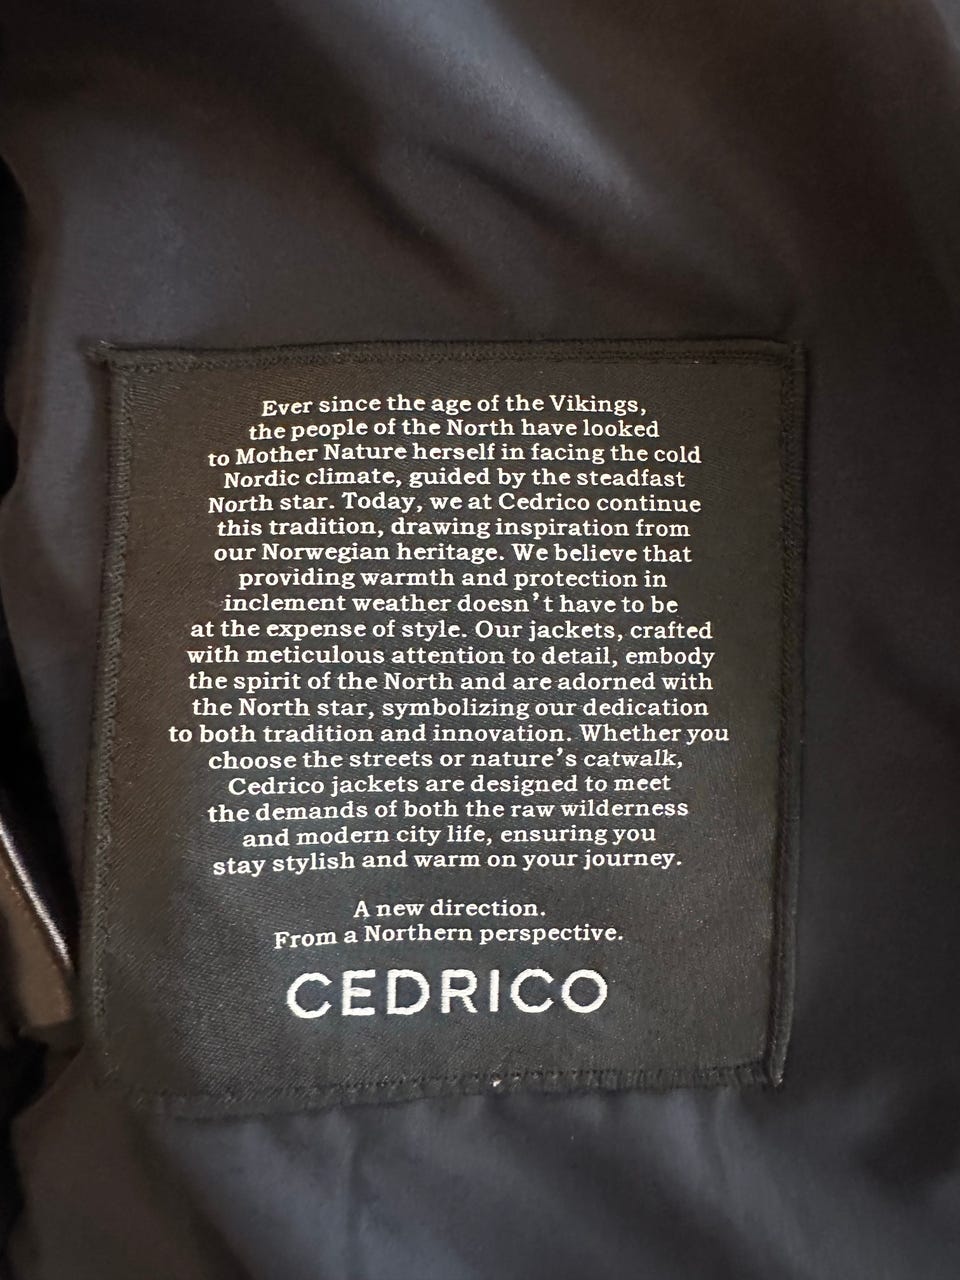 Ever since the age of the Vikings,
the people of the North have looked
to Mother Nature herself in facing the cold
Nordic climate, guided by the steadfast
North star. Today, we at Cedrico continue
this tradition, drawing inspiration from
our Norwegian heritage. We believe that
providing warmth and protection in
inclement weather doesn't have to be
at the expense of style. Our jackets, crafted
with meticulous attention to detail, embody
the spirit of the North and are adorned with
the North star, symbolizing our dedication
to both tradition and innovation. Whether you
choose the streets or nature's catwalk,
Cedrico jackets are designed to meet
the demands of both the raw wilderness
and modern city life, ensuring you
stay stylish and warm on your journey.
A new direction.
From a Northern perspective.
CEDRICO